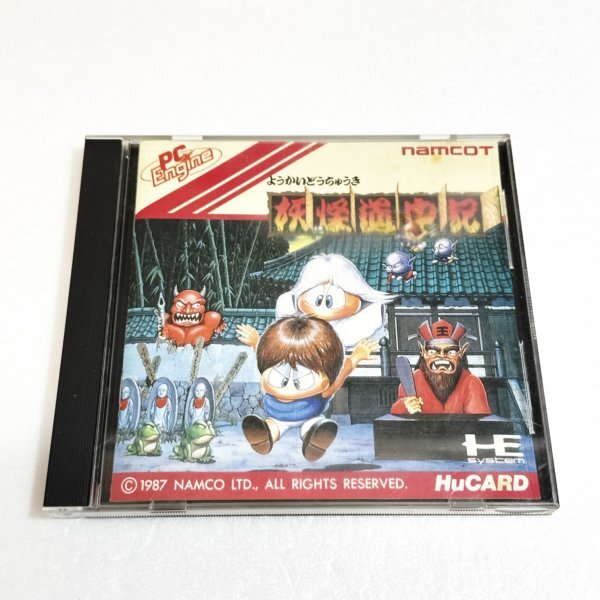 PC Engine
namcot
ようかいどうちゅうき
妖怪道中記
王
HE system
© 1987 NAMCO LTD., ALL RIGHTS RESERVED.
HuCARD